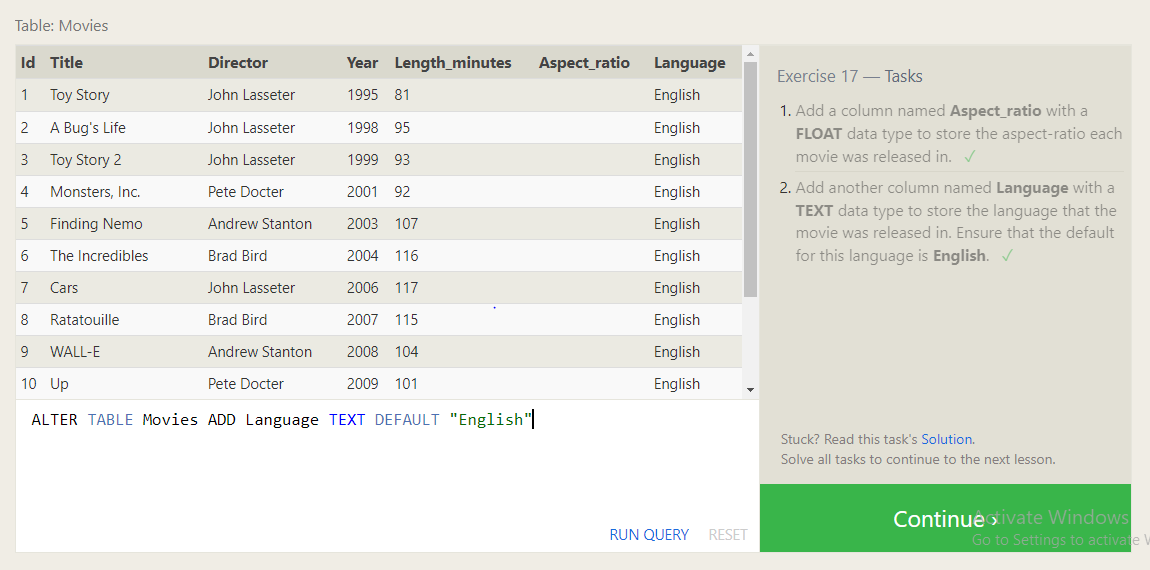 Table: Movies
Id Title Director Year Length_minutes Aspect_ratio Language
1 Toy Story John Lasseter 1995 81 English
2 A Bug's Life John Lasseter 1998 95 English
3 Toy Story 2 John Lasseter 1999 93 English
4 Monsters, Inc. Pete Docter 2001 92 English
5 Finding Nemo Andrew Stanton 2003 107 English
6 The Incredibles Brad Bird 2004 116 English
7 Cars John Lasseter 2006 117 English
8 Ratatouille Brad Bird 2007 115 English
9 WALL-E Andrew Stanton 2008 104 English
10 Up Pete Docter 2009 101 English
ALTER TABLE Movies ADD Language TEXT DEFAULT "English"
RUN QUERY RESET
Exercise 17 — Tasks
1. Add a column named Aspect_ratio with a
FLOAT data type to store the aspect-ratio each
movie was released in. ✓
2. Add another column named Language with a
TEXT data type to store the language that the
movie was released in. Ensure that the default
for this language is English. ✓
Stuck? Read this task's Solution.
Solve all tasks to continue to the next lesson.
Continue ›
Activate Windows
Go to Settings to activate W